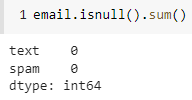 1 email.isnull().sum()
text    0
spam    0
dtype: int64